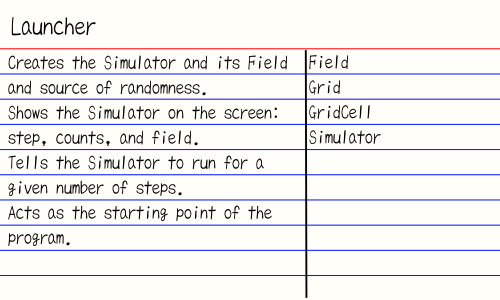 Launcher
Creates the Simulator and its Field
and source of randomness.
Shows the Simulator on the screen:
step, counts, and field.
Tells the Simulator to run for a
given number of steps.
Acts as the starting point of the
program.
Field
Grid
GridCell
Simulator